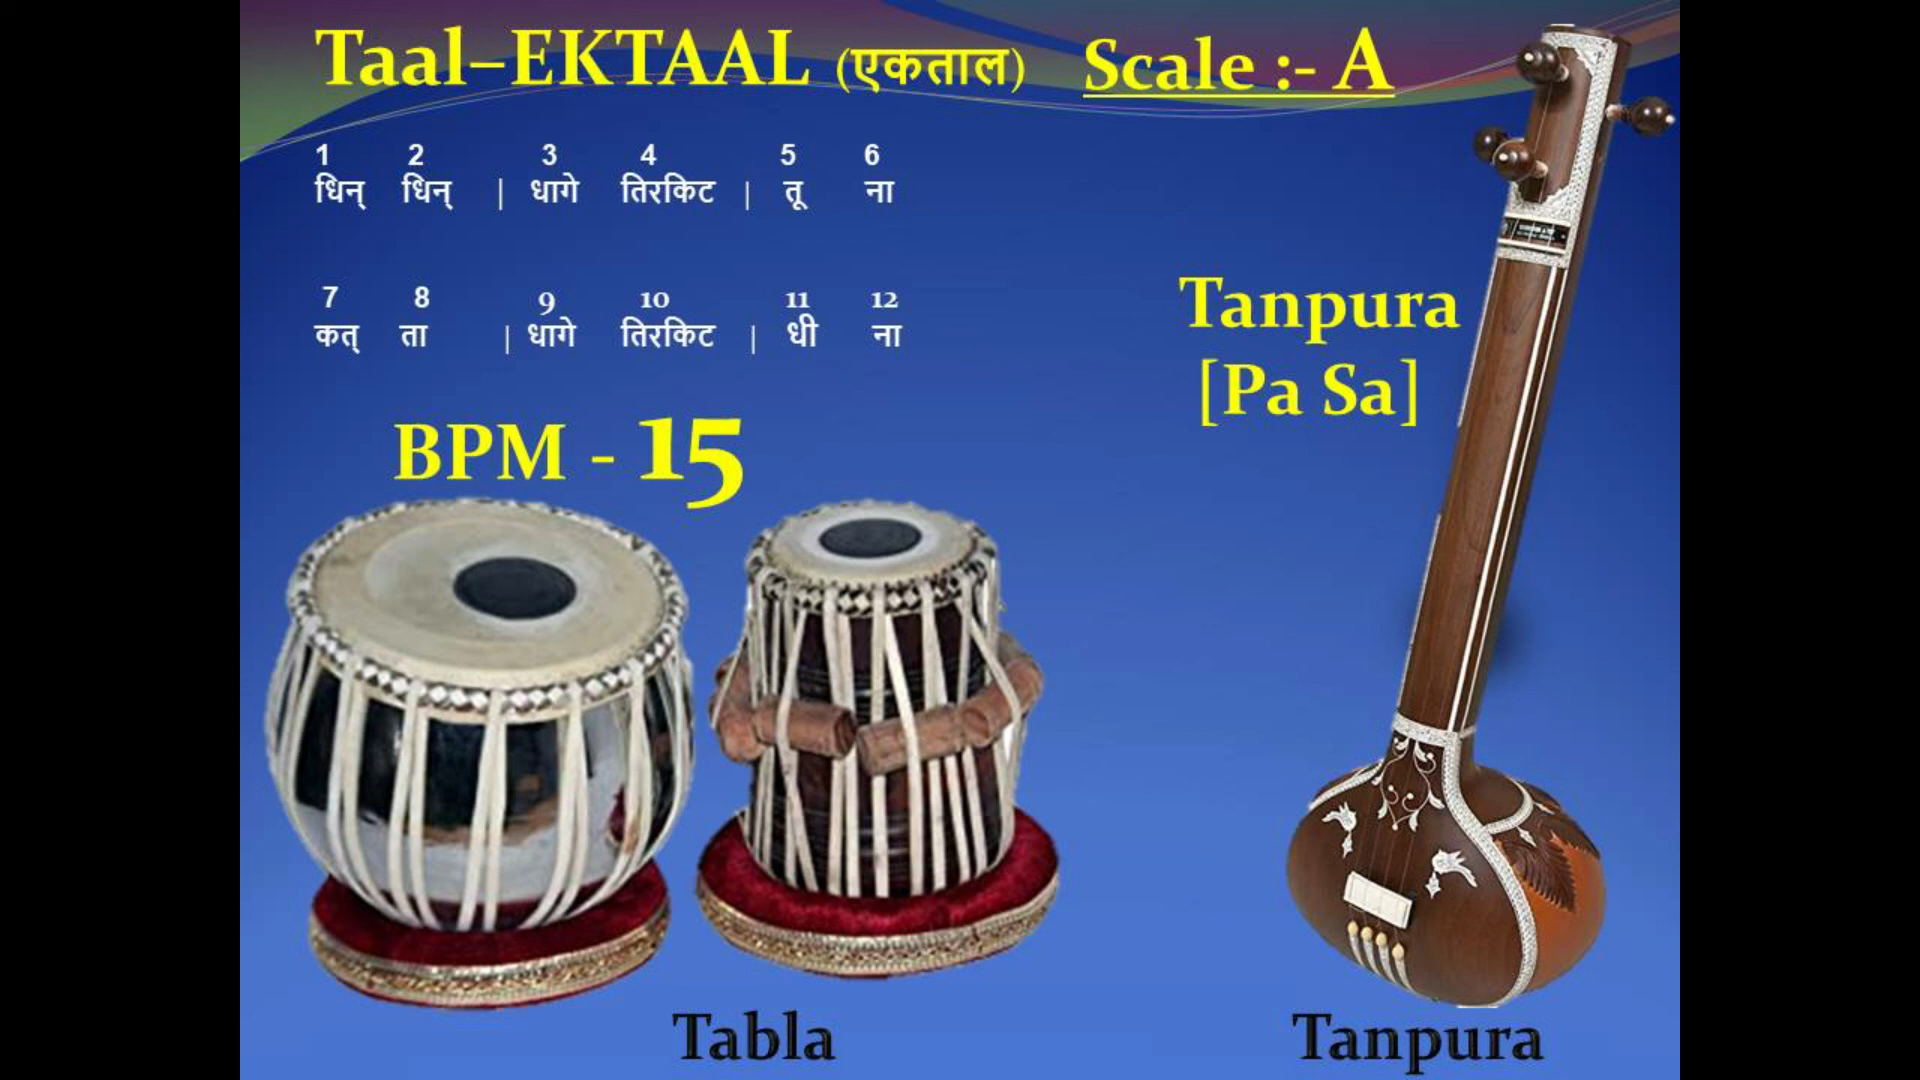 Taal–EKTAAL (एकताल) Scale :- A
1 2 3 4 5 6
धिन् धिन् | धागे तिरकिट | तू ना
7 8 9 10 11 12
कत् ता | धागे तिरकिट | धी ना
Tanpura
[Pa Sa]
BPM - 15
Tabla
Tanpura